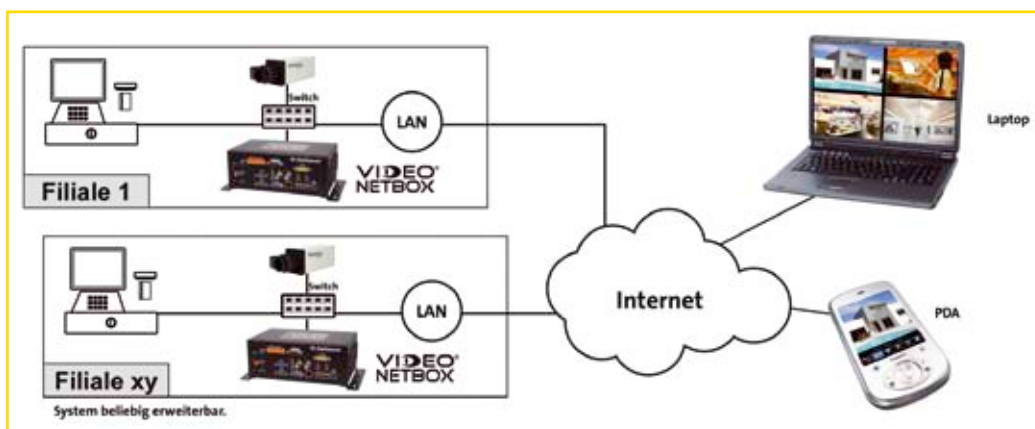 Switch
LAN
VIDEO®
NETBOX
Filiale 1
Laptop
Switch
LAN
VIDEO®
NETBOX
Filiale xy
System beliebig erweiterbar.
Internet
PDA